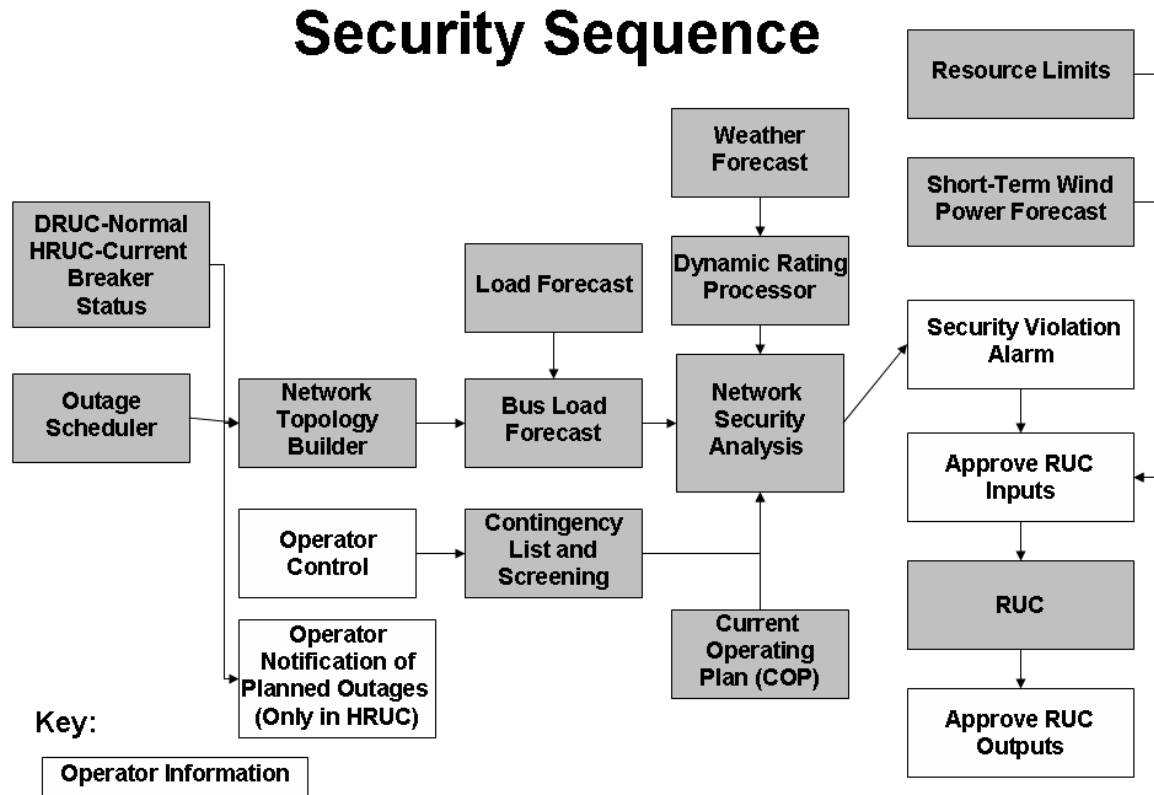 Security Sequence
Resource Limits
Weather
Forecast
Short-Term Wind
Power Forecast
DRUC-Normal
HRUC-Current
Breaker
Status
Load Forecast
Dynamic Rating
Processor
Security Violation
Alarm
Outage
Scheduler
Network
Topology
Builder
Bus Load
Forecast
Network
Security
Analysis
Approve RUC
Inputs
Operator
Control
Contingency
List and
Screening
RUC
Operator
Notification of
Planned Outages
(Only in HRUC)
Current
Operating
Plan (COP)
Approve RUC
Outputs
Key:
Operator Information